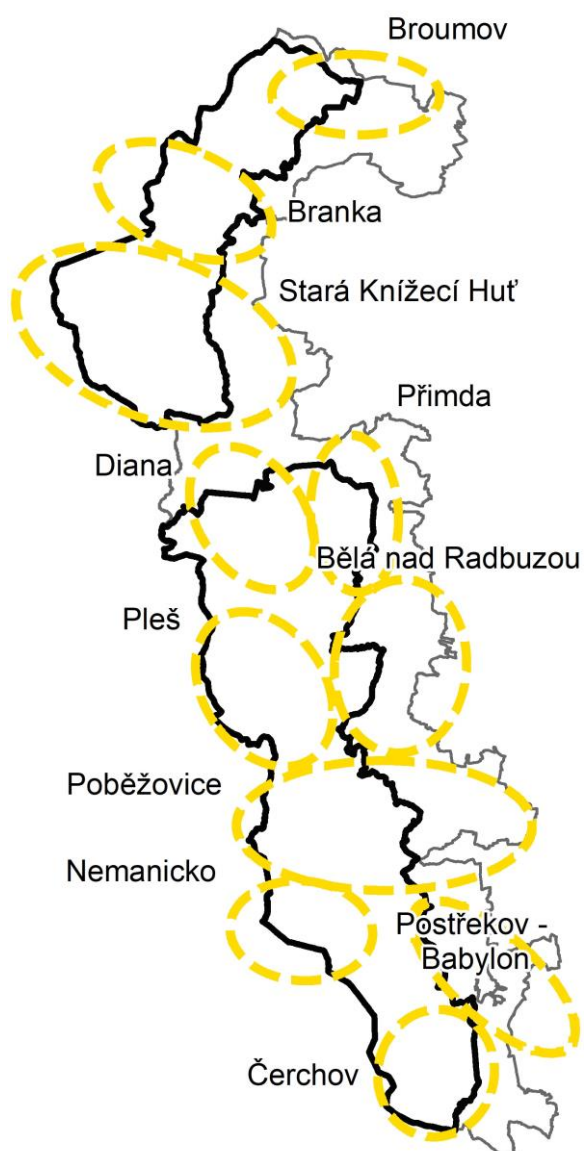 Broumov
Branka
Stará Knížecí Huť
Přimda
Diana
Bělá nad Radbuzou
Pleš
Poběžovice
Nemanicko
Postřekov -
Babylon
Čerchov